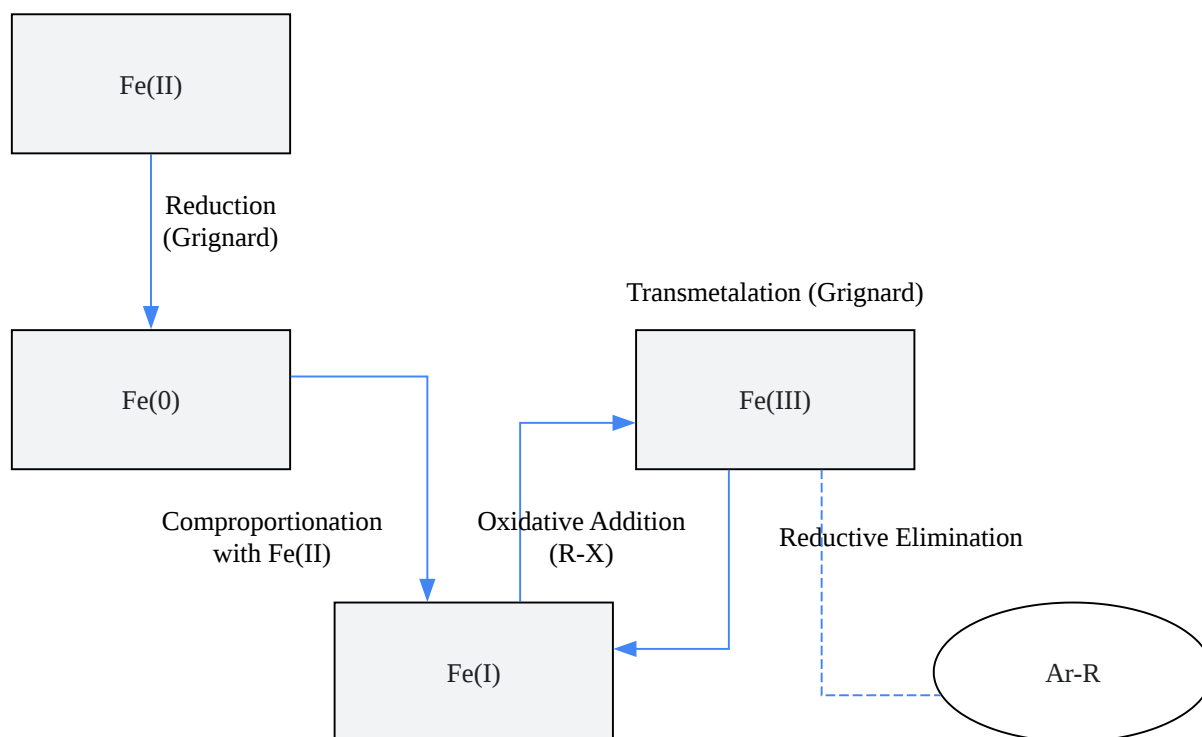 Fe(II)
Reduction
(Grignard)
Transmetalation (Grignard)
Fe(0)
Fe(III)
Comproportionation
with Fe(II)
Oxidative Addition
(R-X)
Reductive Elimination
Fe(I)
Ar-R